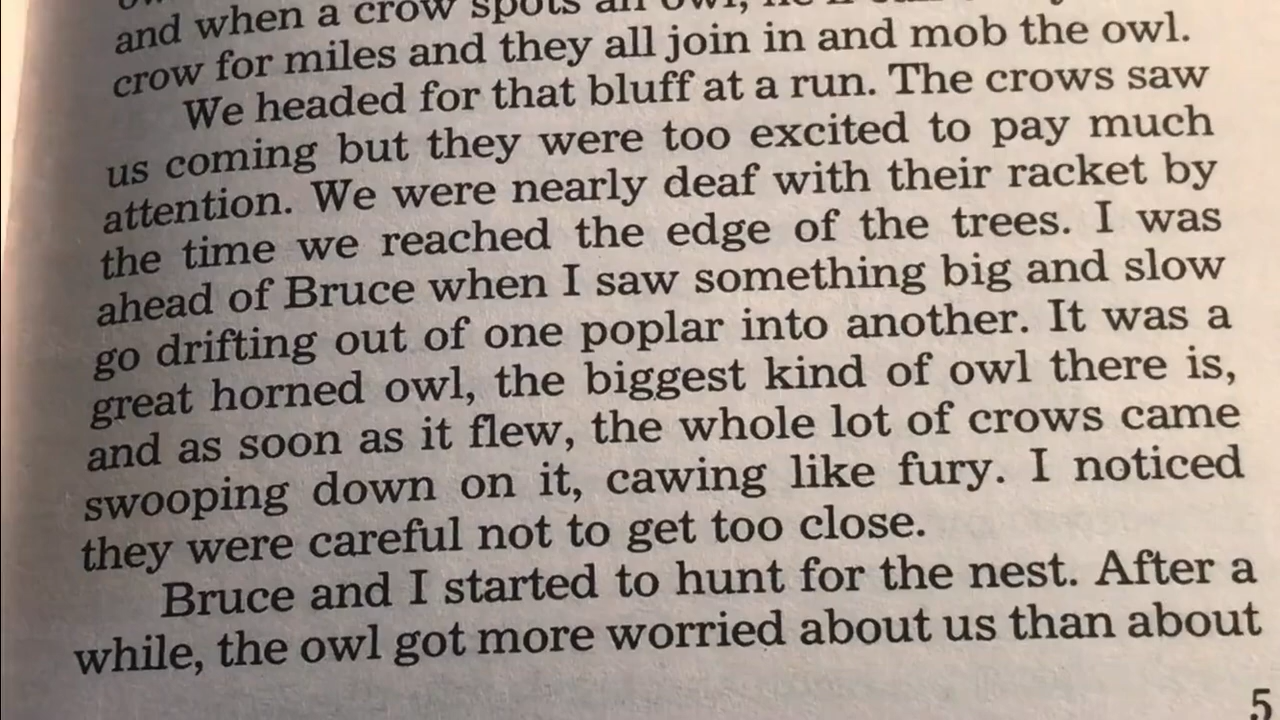 and when a crow spots an owl, he
crow for miles and they all join in and mob the owl.
We headed for that bluff at a run. The crows saw
us coming but they were too excited to pay much
attention. We were nearly deaf with their racket by
the time we reached the edge of the trees. I was
ahead of Bruce when I saw something big and slow
go drifting out of one poplar into another. It was a
great horned owl, the biggest kind of owl there is,
and as soon as it flew, the whole lot of crows came
swooping down on it, cawing like fury. I noticed
they were careful not to get too close.
Bruce and I started to hunt for the nest. After a
while, the owl got more worried about us than about
5